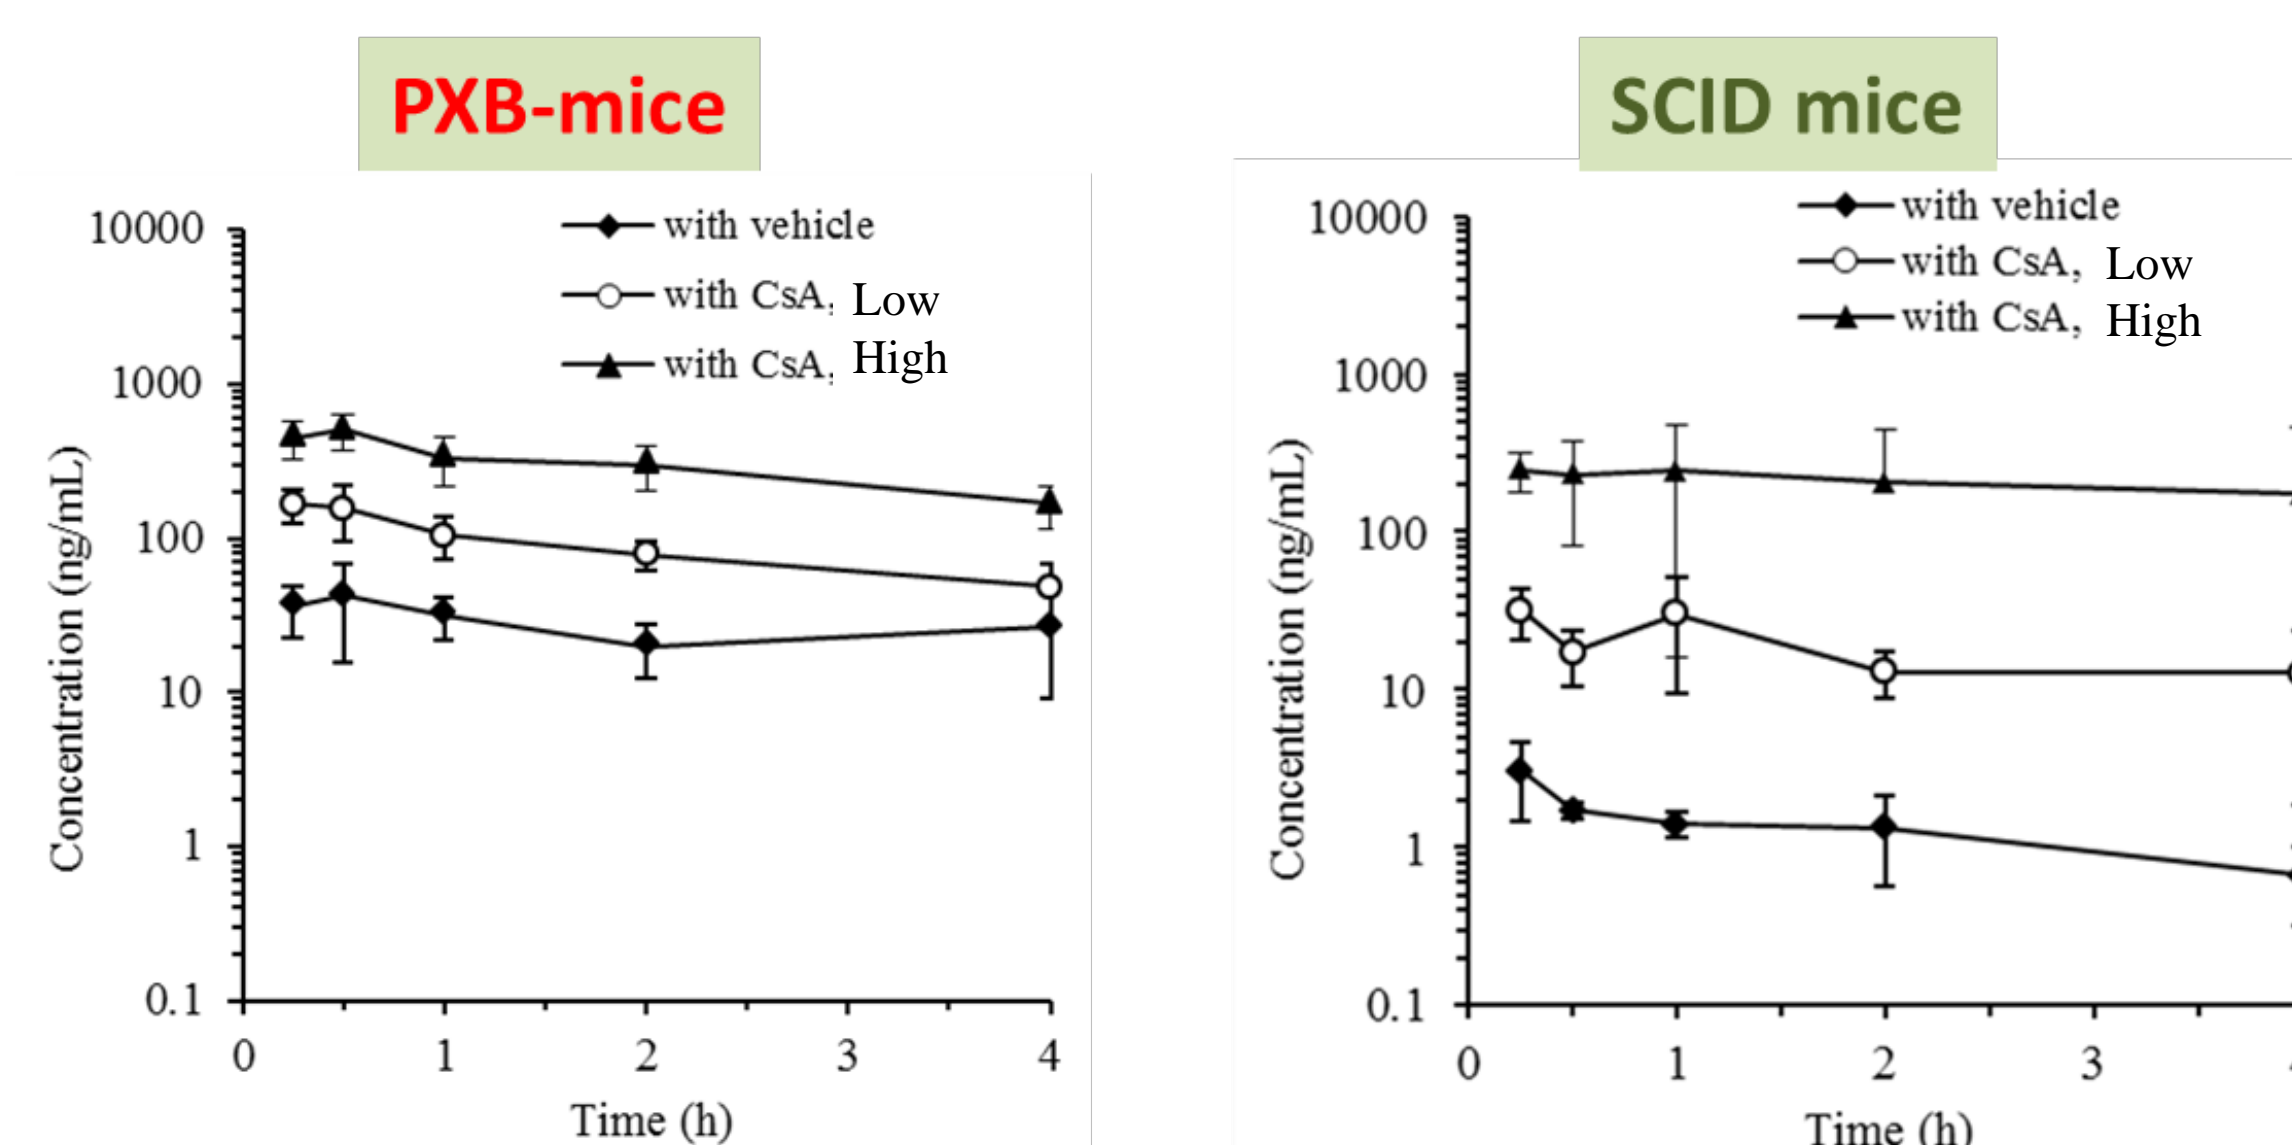 PXB-mice
with vehicle
with CsA, Low
with CsA, High
10000
1000
100
10
1
0.1
Concentration (ng/mL)
0 1 2 3 4
Time (h)
SCID mice
with vehicle
with CsA, Low
with CsA, High
10000
1000
100
10
1
0.1
Concentration (ng/mL)
0 1 2 3
Time (h)